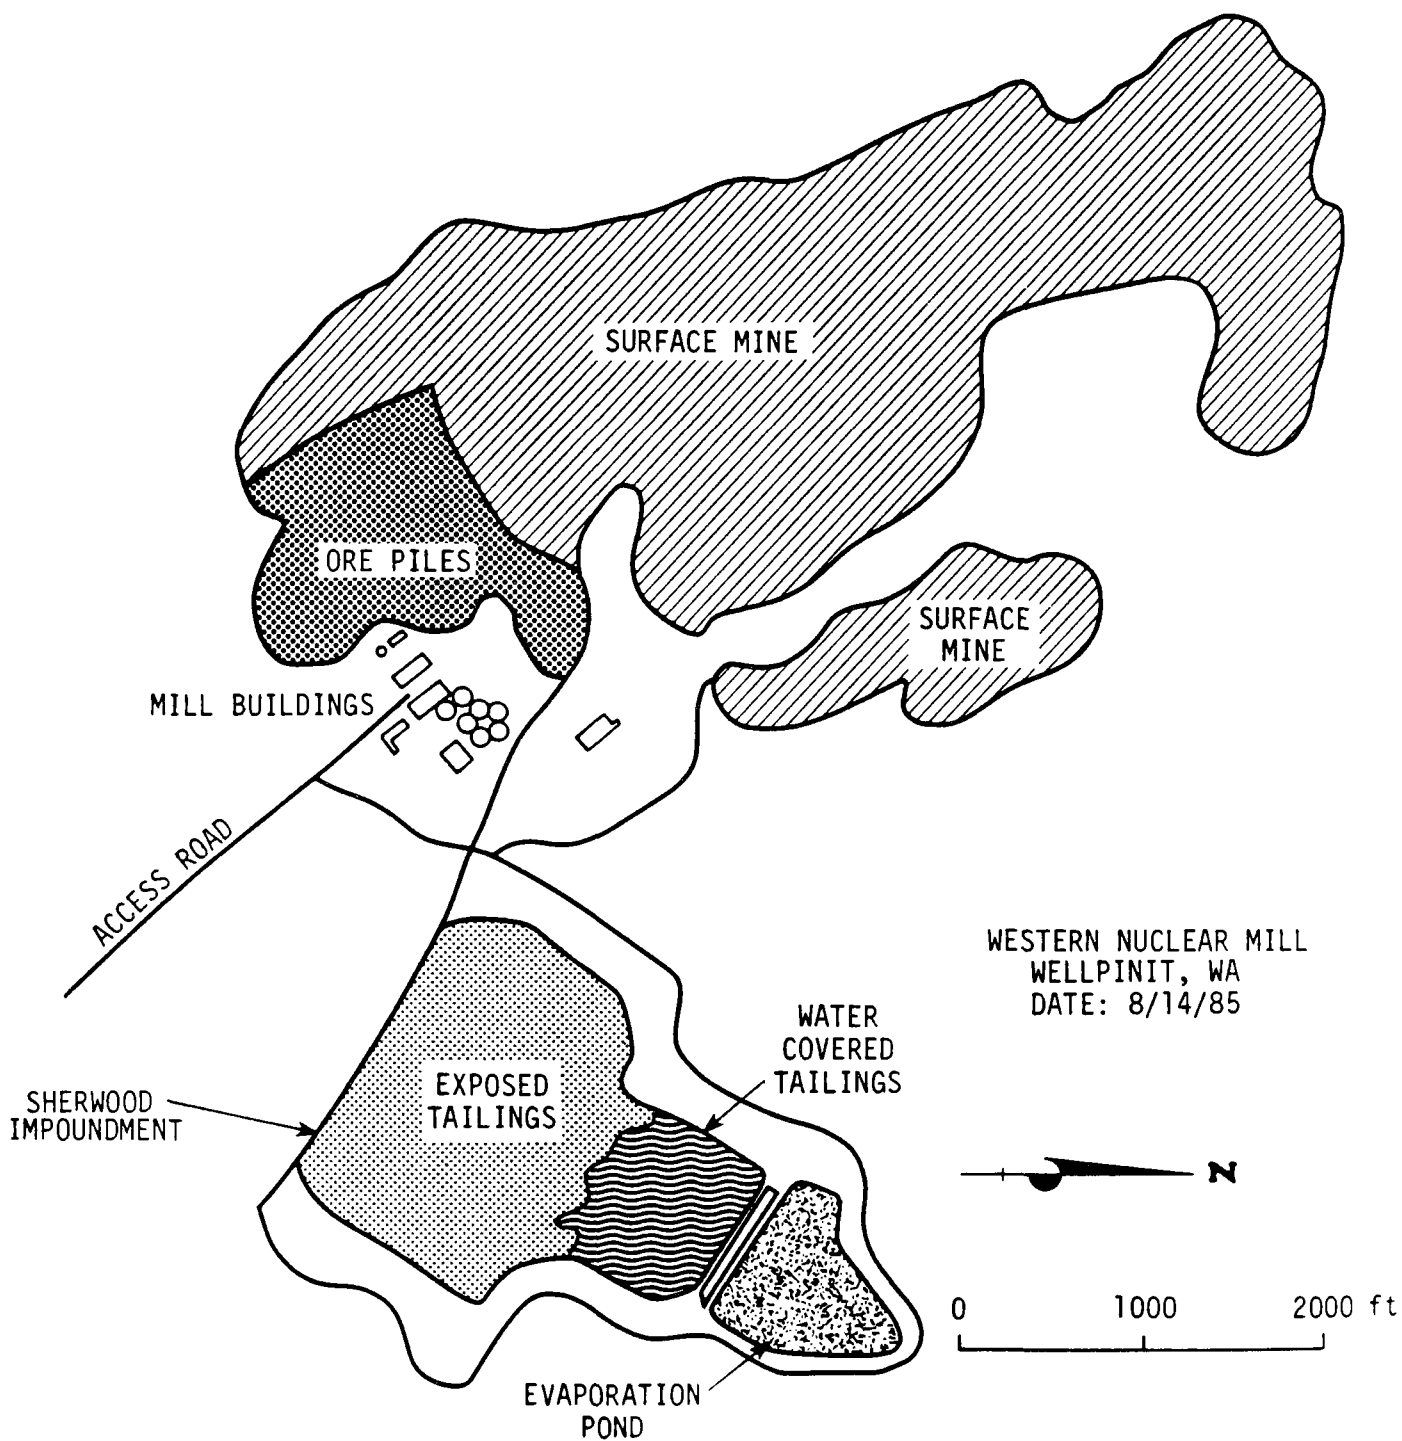 SURFACE MINE
ORE PILES
SURFACE
MINE
MILL BUILDINGS
ACCESS ROAD
WESTERN NUCLEAR MILL
WELLPINIT, WA
DATE: 8/14/85
WATER
COVERED
TAILINGS
EXPOSED
TAILINGS
SHERWOOD
IMPOUNDMENT
N
0 1000 2000 ft
EVAPORATION
POND